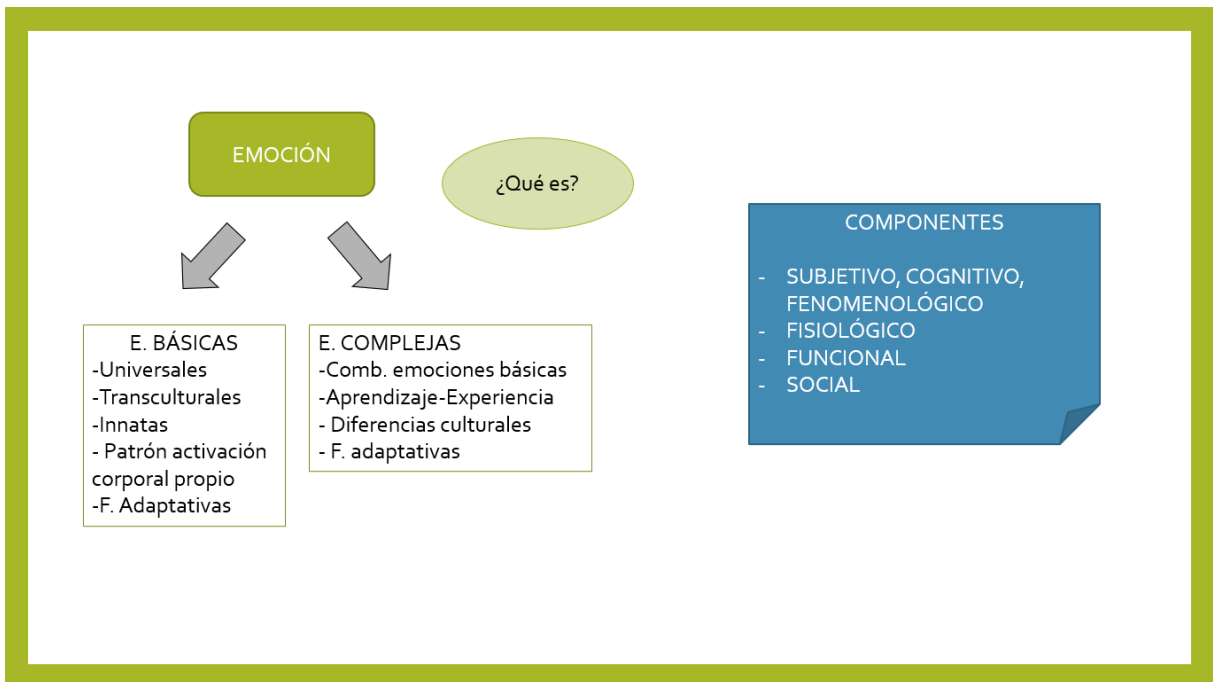 EMOCIÓN
¿Qué es?
E. BÁSICAS
-Universales
-Transculturales
-Innatas
- Patrón activación
corporal propio
-F. Adaptativas
E. COMPLEJAS
-Comb. emociones básicas
-Aprendizaje-Experiencia
- Diferencias culturales
- F. adaptativas
COMPONENTES
- SUBJETIVO, COGNITIVO,
FENOMENOLÓGICO
- FISIOLÓGICO
- FUNCIONAL
- SOCIAL